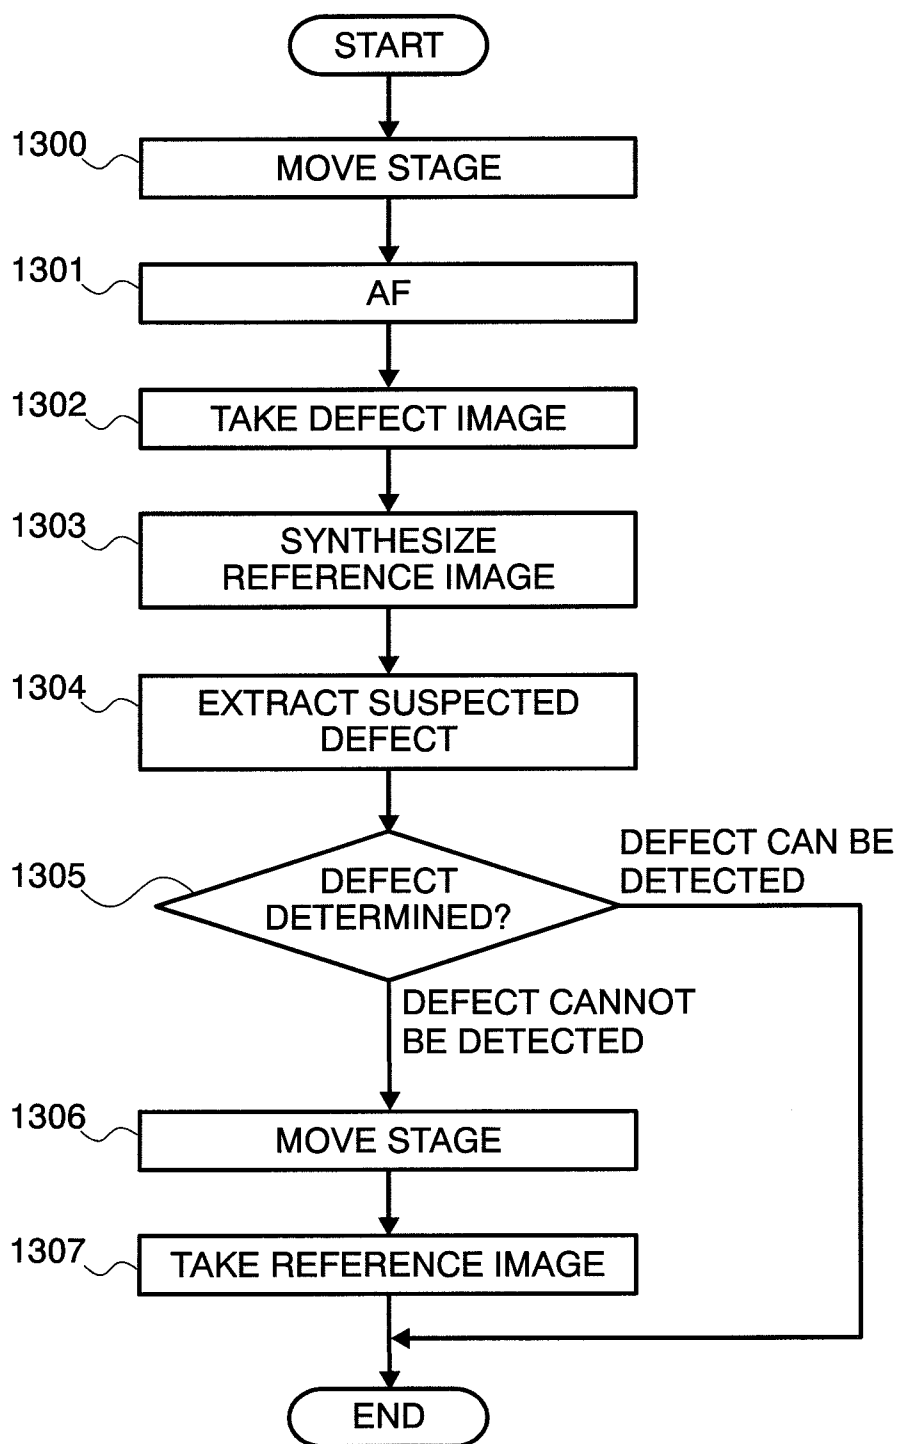 START
1300
MOVE STAGE
1301
AF
1302
TAKE DEFECT IMAGE
1303
SYNTHESIZE
REFERENCE IMAGE
1304
EXTRACT SUSPECTED
DEFECT
1305
DEFECT
DETERMINED?
DEFECT CAN BE
DETECTED
DEFECT CANNOT
BE DETECTED
1306
MOVE STAGE
1307
TAKE REFERENCE IMAGE
END